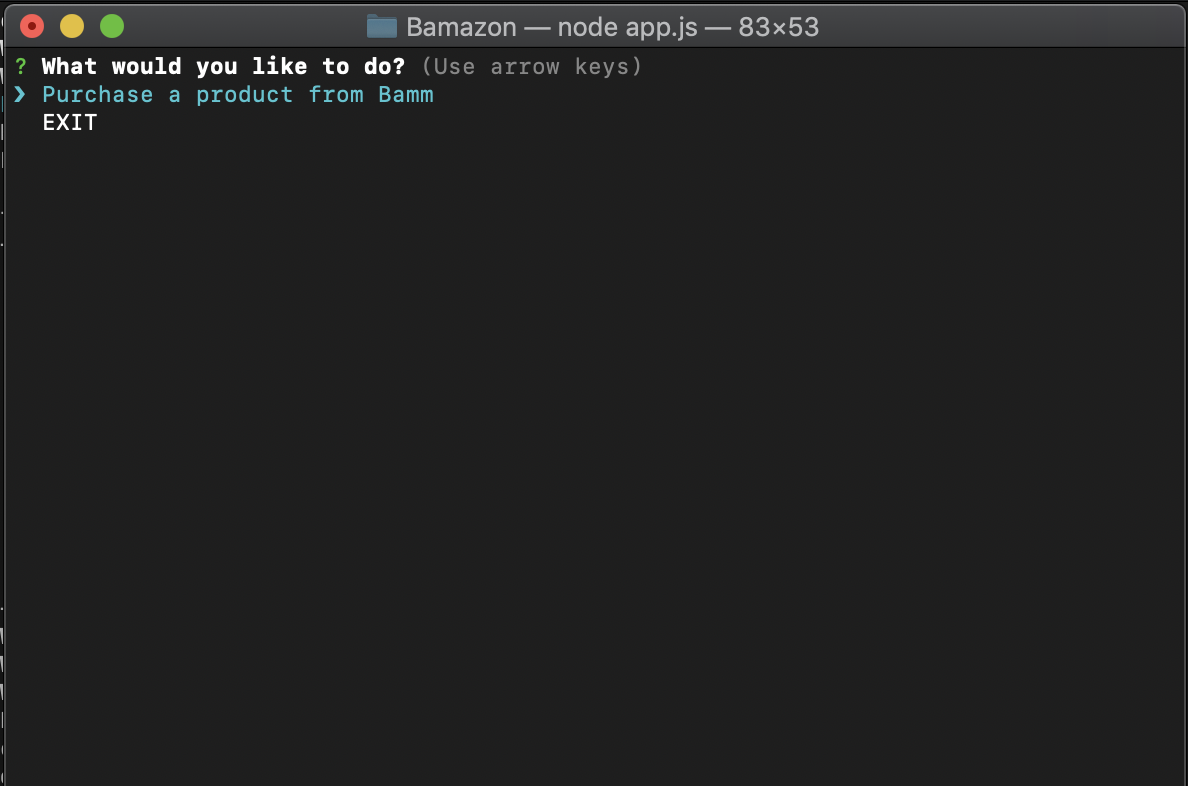 Bamazon — node app.js — 83×53
? What would you like to do? (Use arrow keys)
❯ Purchase a product from Bamm
EXIT